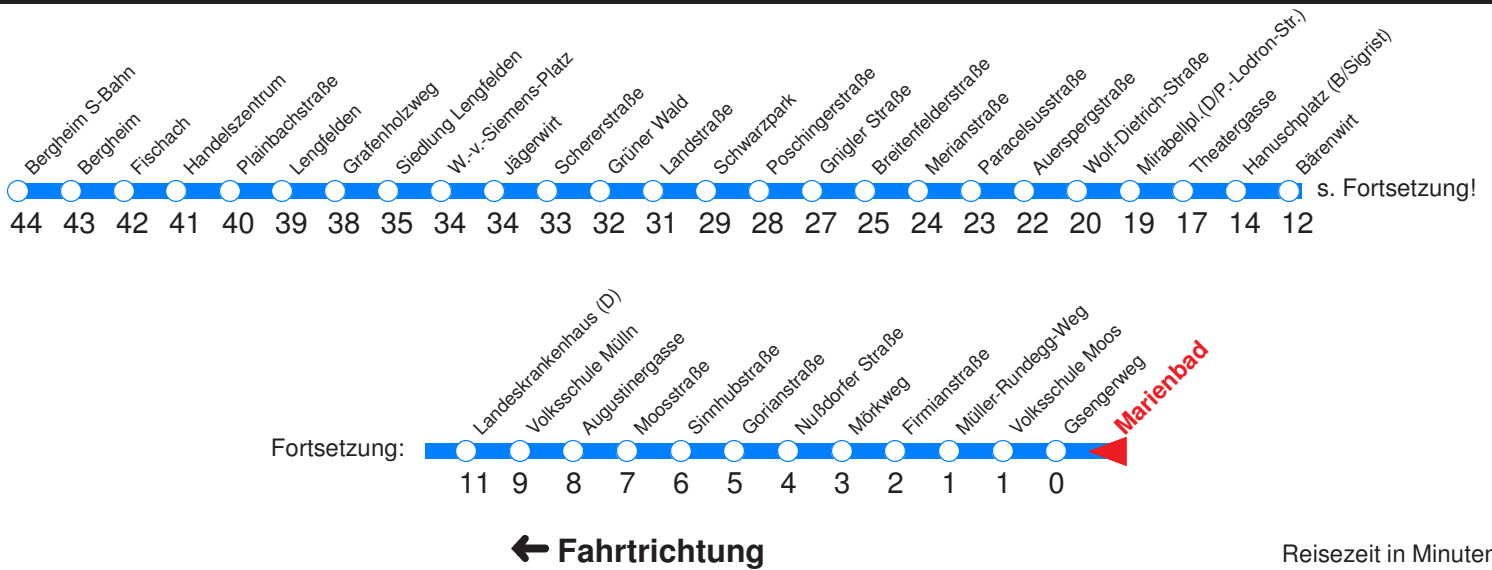 Bergheim S-Bahn
Bergheim
Fischach
Handelszentrum
Plainbachstraße
Lengfelden
Grafenholzweg
Siedlung Lengfelden
W.-v.-Siemens-Platz
Jägerwirt
Schererstraße
Grüner Wald
Landstraße
Schwarzpark
Poschingerstraße
Gnigler Straße
Breitenfelderstraße
Merianstraße
Paracelsusstraße
Auerspergstraße
Wolf-Dietrich-Straße
Mirabellpl.(D/P.-Lodron-Str.)
Theatergasse
Hanuschplatz (B/Sigrist)
Bärenwirt
s. Fortsetzung!
44 43 42 41 40 39 38 35 34 34 33 32 31 29 28 27 25 24 23 22 20 19 17 14 12
Fortsetzung:
Landeskrankenhaus (D)
Volksschule Mülln
Augustinergasse
Moosstraße
Sinnhubstraße
Gorianstraße
Nußdorfer Straße
Mörkweg
Firmianstraße
Müller-Rundegg-Weg
Volksschule Moos
Gsengerweg
Marienbad
11 9 8 7 6 5 4 3 2 1 1 0
Fahrtrichtung
Reisezeit in Minuten